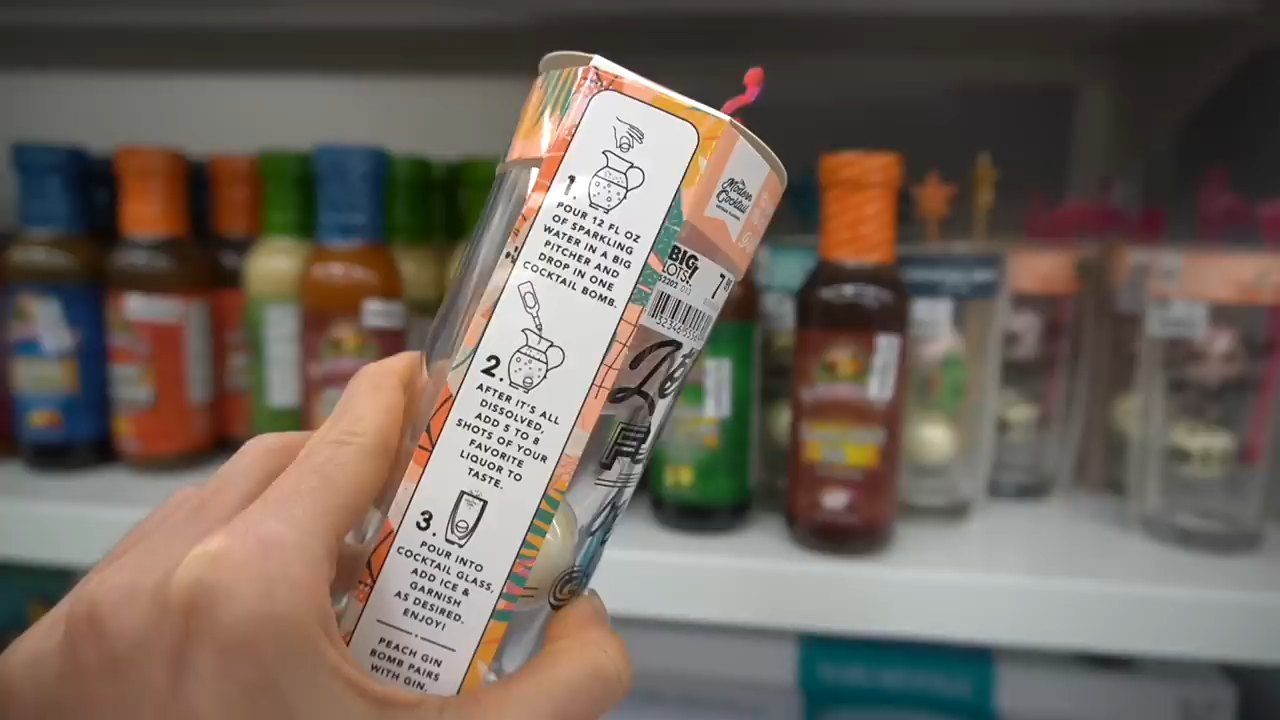 1.
POUR 12 FL OZ
OF SPARKLING
WATER IN A BIG
PITCHER AND
DROP IN ONE
COCKTAIL BOMB.
2.
AFTER IT'S ALL
DISSOLVED,
ADD 5 TO 8
SHOTS OF YOUR
FAVORITE
LIQUOR TO
TASTE.
3.
POUR INTO
COCKTAIL GLASS,
ADD ICE &
GARNISH
AS DESIRED.
ENJOY!
PEACH GIN
BOMB PAIRS
WITH GIN.
Modern
Cocktail
BIG
LOTS!